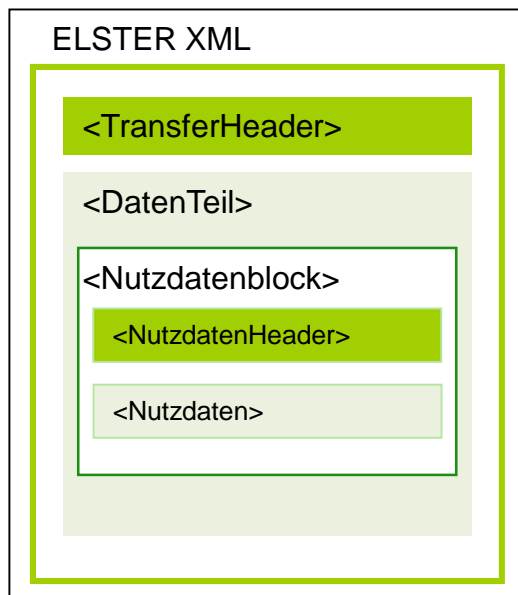 ELSTER XML
<TransferHeader>
<DatenTeil>
<Nutzdatenblock>
<NutzdatenHeader>
<Nutzdaten>